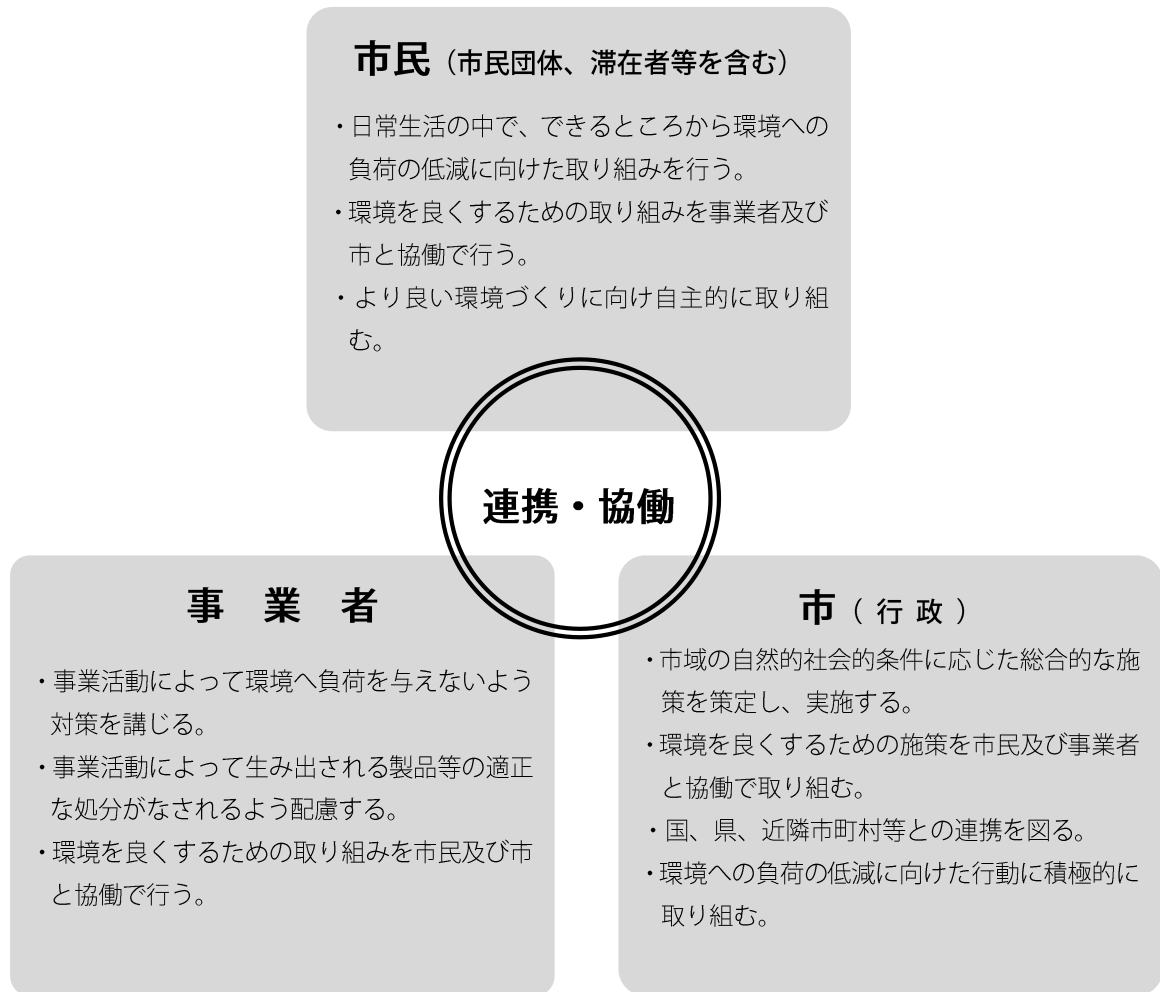 市民（市民団体、滞在者等を含む）
・日常生活の中で、できるところから環境への
負荷の低減に向けた取り組みを行う。
・環境を良くするための取り組みを事業者及び
市と協働で行う。
・より良い環境づくりに向け自主的に取り組
む。
連携・協働
事　業　者
・事業活動によって環境へ負荷を与えないよう
対策を講じる。
・事業活動によって生み出される製品等の適正
な処分がなされるよう配慮する。
・環境を良くするための取り組みを市民及び市
と協働で行う。
市（行政）
・市域の自然的社会的条件に応じた総合的な施
策を策定し、実施する。
・環境を良くするための施策を市民及び事業者
と協働で取り組む。
・国、県、近隣市町村等との連携を図る。
・環境への負荷の低減に向けた行動に積極的に
取り組む。